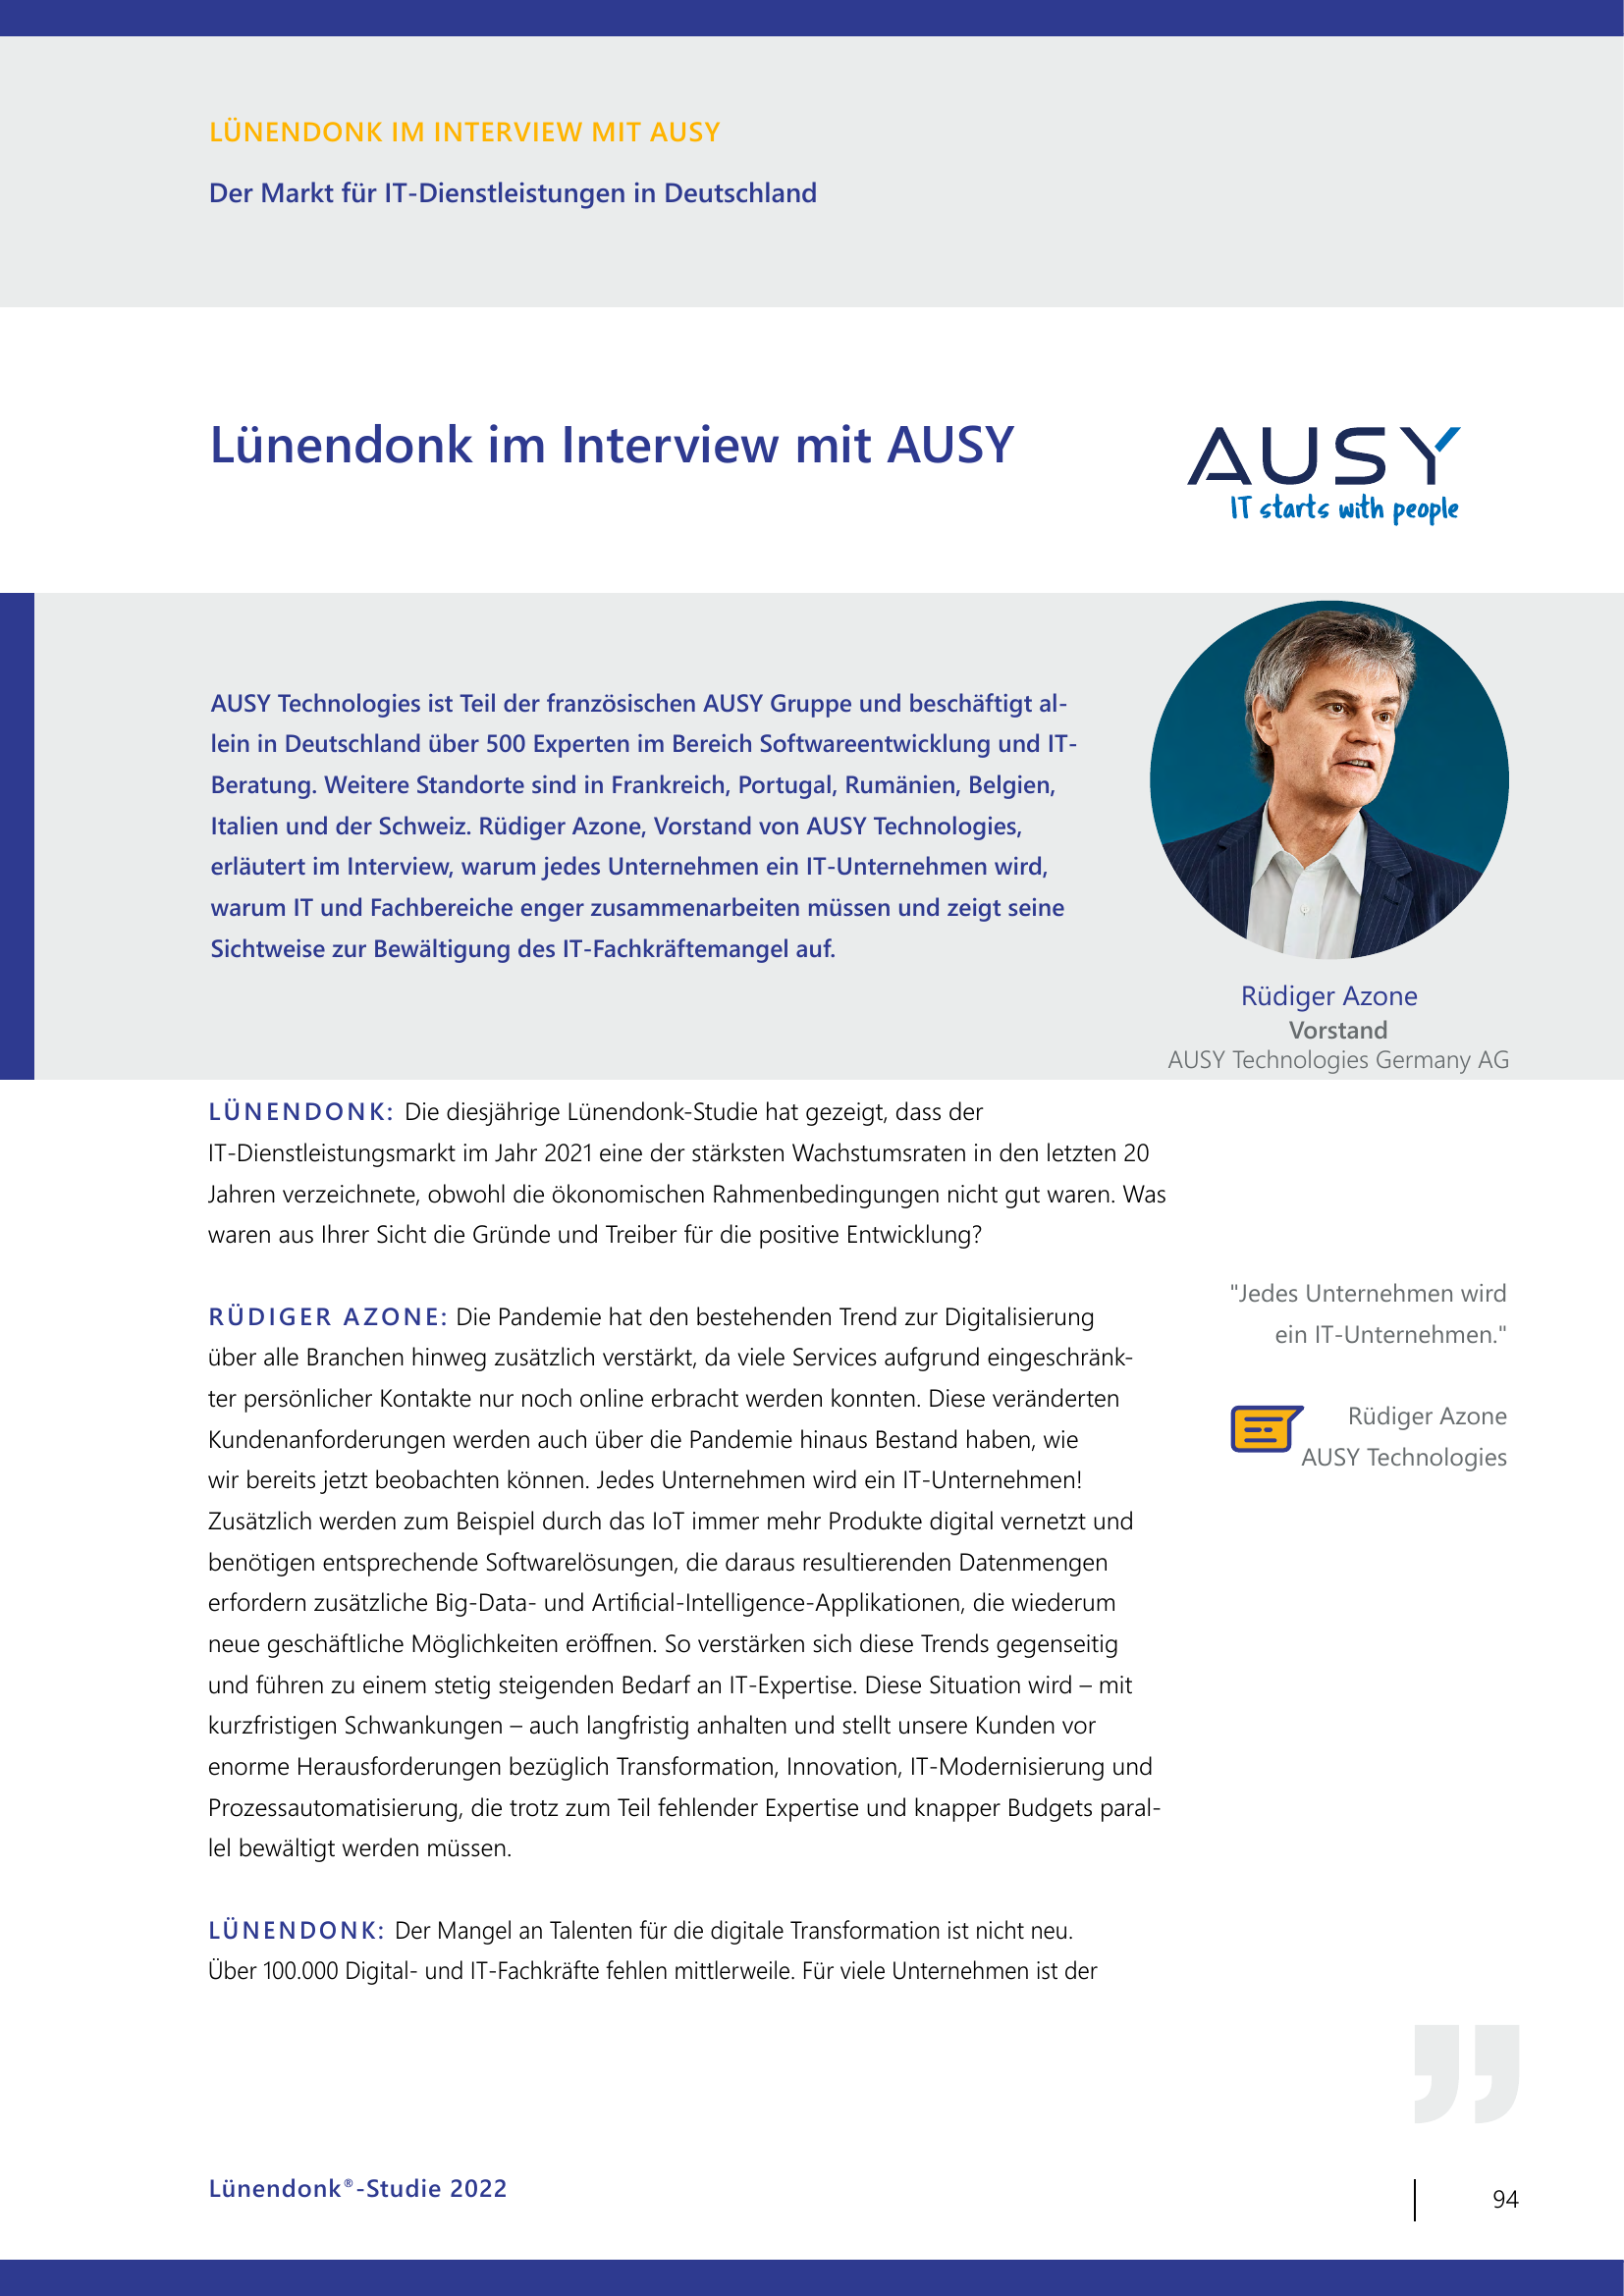 LÜNENDONK IM INTERVIEW MIT AUSY
Der Markt für IT-Dienstleistungen in Deutschland
Lünendonk im Interview mit AUSY
AUSY
IT starts with people
AUSY Technologies ist Teil der französischen AUSY Gruppe und beschäftigt al-
lein in Deutschland über 500 Experten im Bereich Softwareentwicklung und IT-
Beratung. Weitere Standorte sind in Frankreich, Portugal, Rumänien, Belgien,
Italien und der Schweiz. Rüdiger Azone, Vorstand von AUSY Technologies,
erläutert im Interview, warum jedes Unternehmen ein IT-Unternehmen wird,
warum IT und Fachbereiche enger zusammenarbeiten müssen und zeigt seine
Sichtweise zur Bewältigung des IT-Fachkräftemangel auf.
Rüdiger Azone
Vorstand
AUSY Technologies Germany AG
LÜNENDONK: Die diesjährige Lünendonk-Studie hat gezeigt, dass der
IT-Dienstleistungsmarkt im Jahr 2021 eine der stärksten Wachstumsraten in den letzten 20
Jahren verzeichnete, obwohl die ökonomischen Rahmenbedingungen nicht gut waren. Was
waren aus Ihrer Sicht die Gründe und Treiber für die positive Entwicklung?
RÜDIGER AZONE: Die Pandemie hat den bestehenden Trend zur Digitalisierung
über alle Branchen hinweg zusätzlich verstärkt, da viele Services aufgrund eingeschränk-
ter persönlicher Kontakte nur noch online erbracht werden konnten. Diese veränderten
Kundenanforderungen werden auch über die Pandemie hinaus Bestand haben, wie
wir bereits jetzt beobachten können. Jedes Unternehmen wird ein IT-Unternehmen!
Zusätzlich werden zum Beispiel durch das IoT immer mehr Produkte digital vernetzt und
benötigen entsprechende Softwarelösungen, die daraus resultierenden Datenmengen
erfordern zusätzliche Big-Data- und Artificial-Intelligence-Applikationen, die wiederum
neue geschäftliche Möglichkeiten eröffnen. So verstärken sich diese Trends gegenseitig
und führen zu einem stetig steigenden Bedarf an IT-Expertise. Diese Situation wird – mit
kurzfristigen Schwankungen – auch langfristig anhalten und stellt unsere Kunden vor
enorme Herausforderungen bezüglich Transformation, Innovation, IT-Modernisierung und
Prozessautomatisierung, die trotz zum Teil fehlender Expertise und knapper Budgets paral-
lel bewältigt werden müssen.
"Jedes Unternehmen wird
ein IT-Unternehmen."
Rüdiger Azone
AUSY Technologies
LÜNENDONK: Der Mangel an Talenten für die digitale Transformation ist nicht neu.
Über 100.000 Digital- und IT-Fachkräfte fehlen mittlerweile. Für viele Unternehmen ist der
”
Lünendonk®-Studie 2022
94